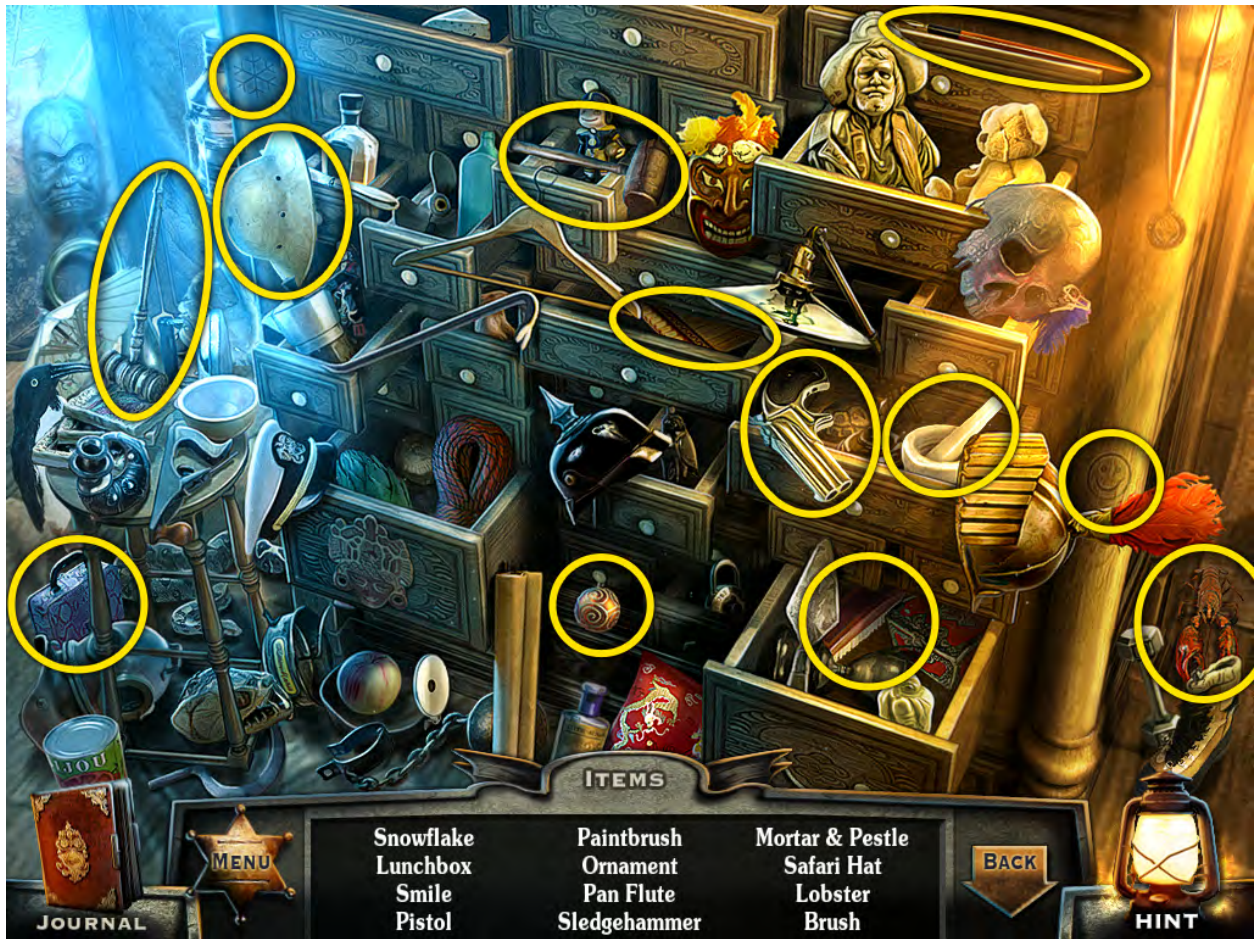 ITEMS
Snowflake
Lunchbox
Smile
Pistol
Paintbrush
Ornament
Pan Flute
Sledgehammer
Mortar & Pestle
Safari Hat
Lobster
Brush
MENU
BACK
JOURNAL
HINT